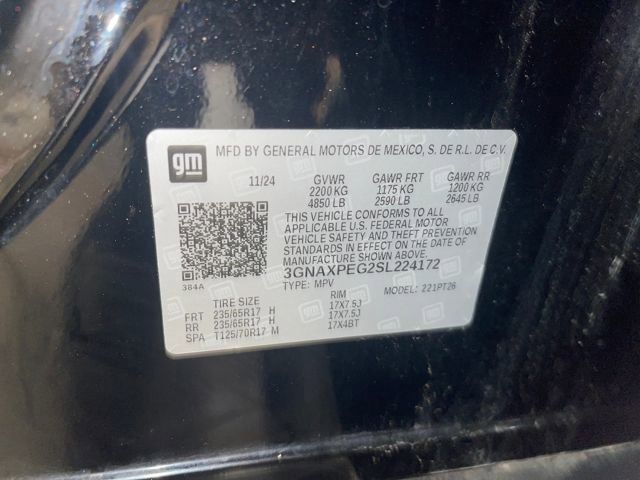 gm
MFD BY GENERAL MOTORS DE MEXICO, S. DE R.L. DE C.V.
11/24 GVWR GAWR FRT GAWR RR
2200 KG 1175 KG 1200 KG
4850 LB 2590 LB 2645 LB
THIS VEHICLE CONFORMS TO ALL
APPLICABLE U.S. FEDERAL MOTOR
VEHICLE SAFETY AND THEFT PREVENTION
STANDARDS IN EFFECT ON THE DATE OF
MANUFACTURE SHOWN ABOVE.
3GNAXPEG2SL224172
384A
TYPE: MPV MODEL: 221PT26
TIRE SIZE RIM
FRT 235/65R17 H 17X7.5J
RR 235/65R17 H 17X7.5J
SPA T125/70R17 M 17X4BT